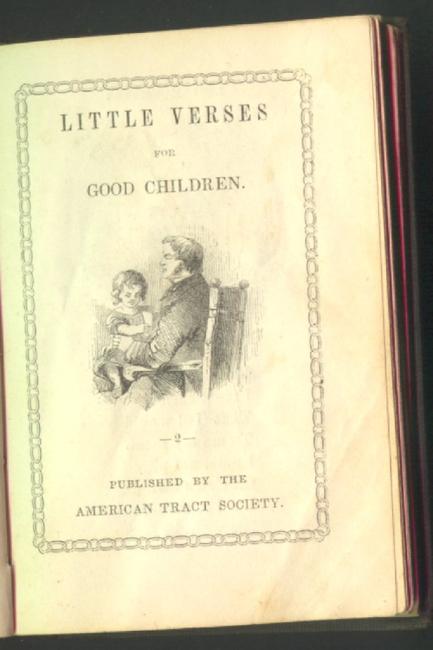 LITTLE VERSES
FOR
GOOD CHILDREN.
—2—
PUBLISHED BY THE
AMERICAN TRACT SOCIETY.